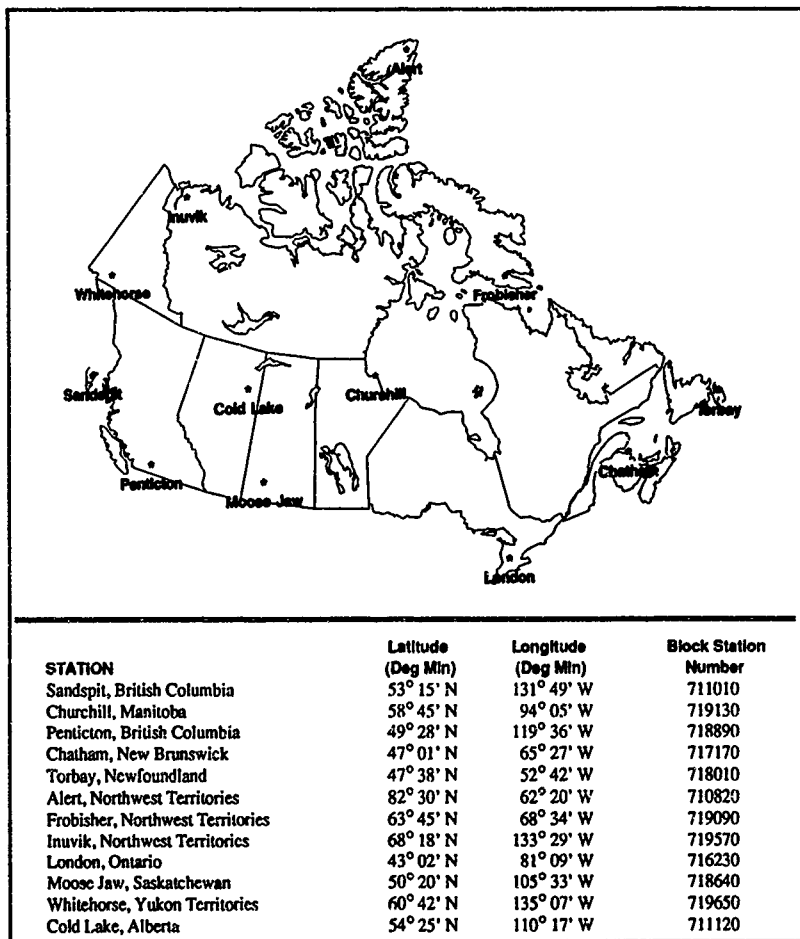 Alert
Inuvik
Whitehorse
Frobisher
Sandspit
Cold Lake
Churchill
Torbay
Penticton
Moose Jaw
Chatham
London
STATION Latitude (Deg Min) Longitude (Deg Min) Block Station Number
Sandspit, British Columbia 53° 15' N 131° 49' W 711010
Churchill, Manitoba 58° 45' N 94° 05' W 719130
Penticton, British Columbia 49° 28' N 119° 36' W 718890
Chatham, New Brunswick 47° 01' N 65° 27' W 717170
Torbay, Newfoundland 47° 38' N 52° 42' W 718010
Alert, Northwest Territories 82° 30' N 62° 20' W 710820
Frobisher, Northwest Territories 63° 45' N 68° 34' W 719090
Inuvik, Northwest Territories 68° 18' N 133° 29' W 719570
London, Ontario 43° 02' N 81° 09' W 716230
Moose Jaw, Saskatchewan 50° 20' N 105° 33' W 718640
Whitehorse, Yukon Territories 60° 42' N 135° 07' W 719650
Cold Lake, Alberta 54° 25' N 110° 17' W 711120